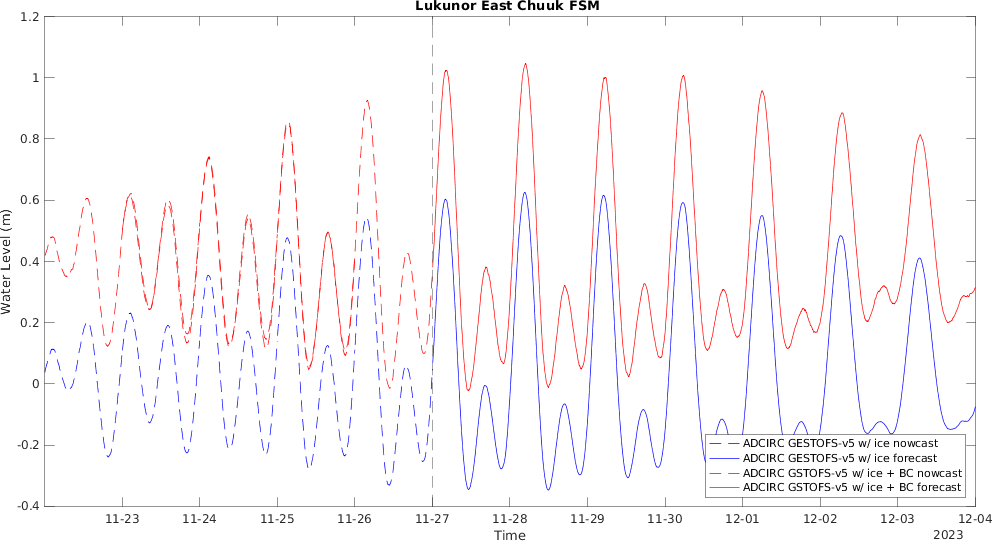 Lukunor East Chuuk FSM
Water Level (m)
1.2
1
0.8
0.6
0.4
0.2
0
-0.2
-0.4
ADCIRC GESTOFS-v5 w/ ice nowcast
ADCIRC GESTOFS-v5 w/ ice forecast
ADCIRC GSTOFS-v5 w/ ice + BC nowcast
ADCIRC GSTOFS-v5 w/ ice + BC forecast
11-23 11-24 11-25 11-26 11-27 11-28 11-29 11-30 12-01 12-02 12-03 12-04
Time
2023